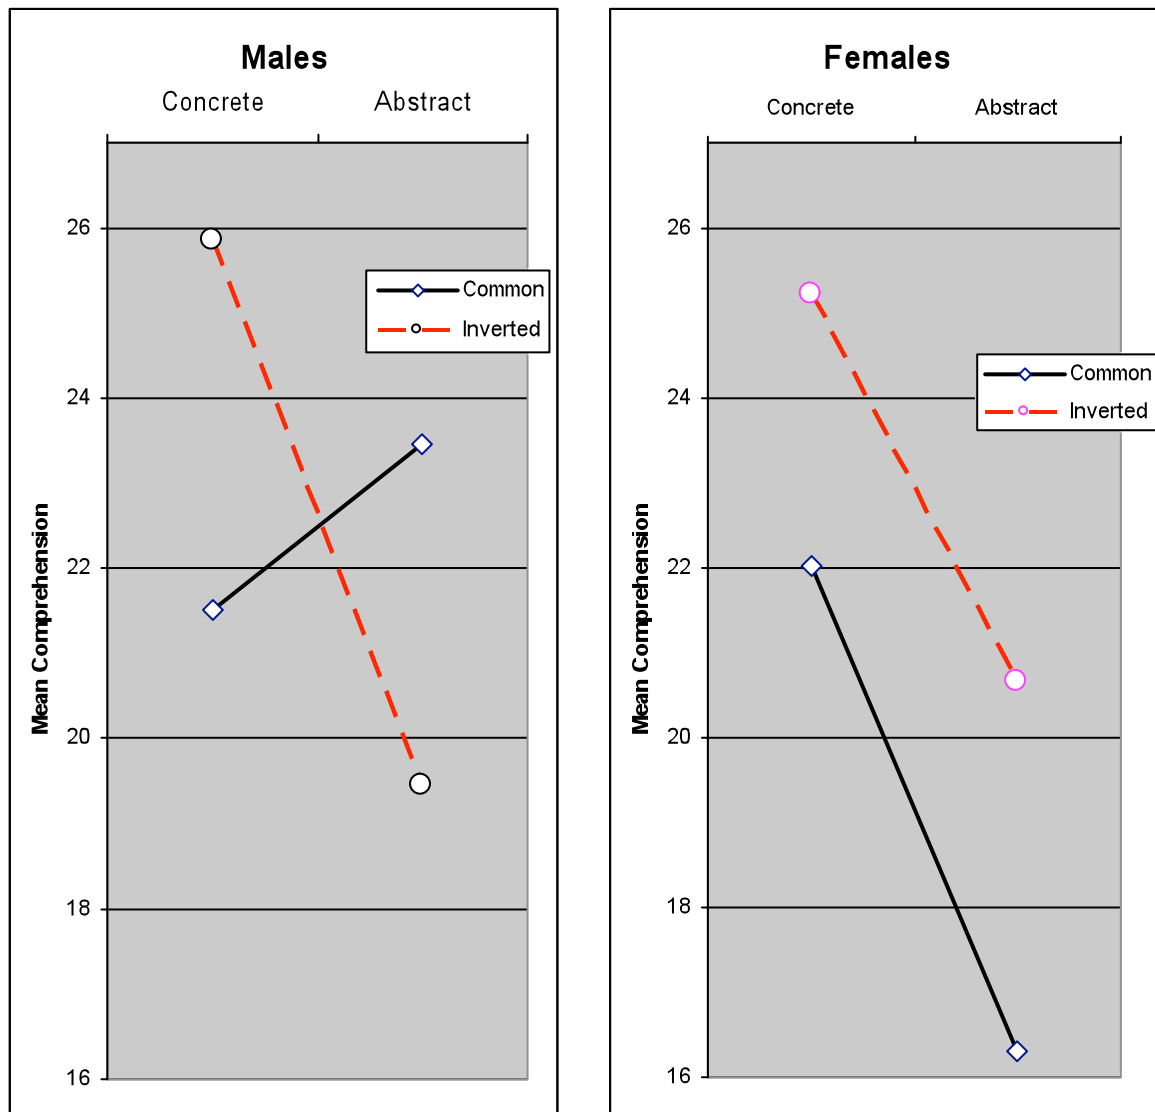 Males
Concrete Abstract
26
24
22
20
18
16
Mean Comprehension
Common
Inverted
Females
Concrete Abstract
26
24
22
20
18
16
Mean Comprehension
Common
Inverted